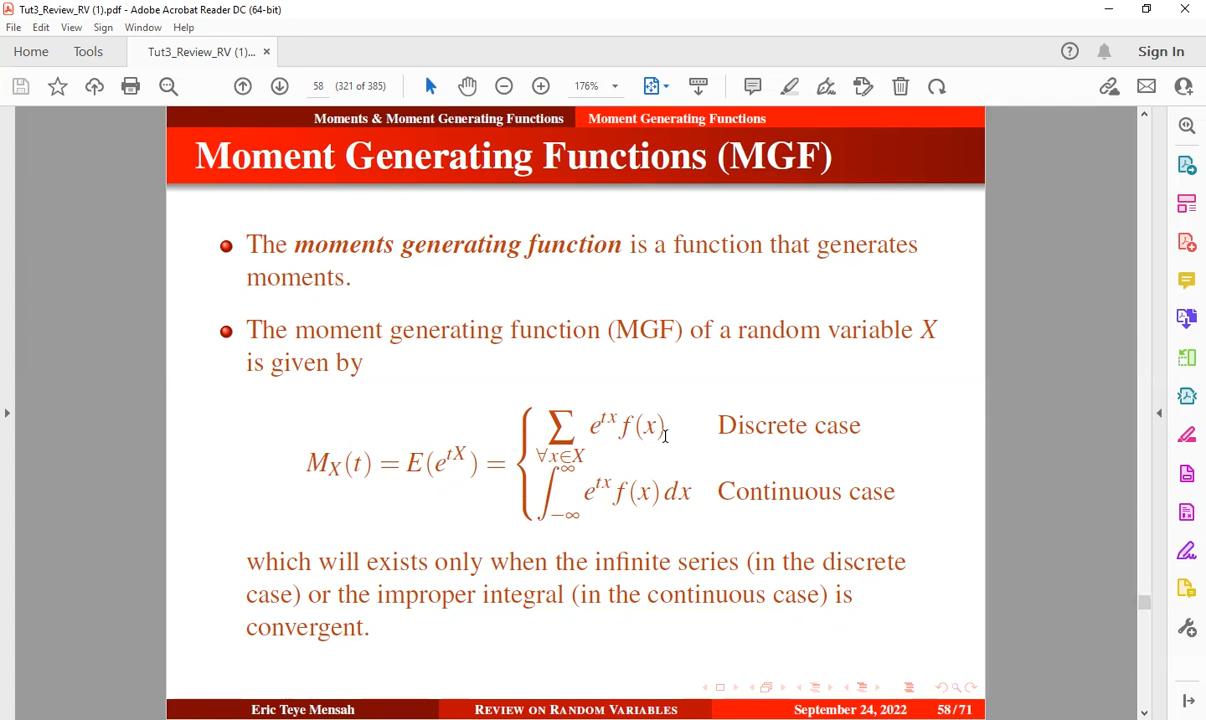 Tut3_Review_RV (1).pdf - Adobe Acrobat Reader DC (64-bit)
File Edit View Sign Window Help
Home Tools Tut3_Review_RV (1)... × Sign In
58 (321 of 385) 176%
Moments & Moment Generating Functions Moment Generating Functions
Moment Generating Functions (MGF)
The moments generating function is a function that generates
moments.
The moment generating function (MGF) of a random variable X
is given by
M_X(t) = E(e^{tX}) = { ∑_{∀x∈X} e^{tx} f(x) Discrete case
∫_{−∞}^{∞} e^{tx} f(x) dx Continuous case
which will exists only when the infinite series (in the discrete
case) or the improper integral (in the continuous case) is
convergent.
Eric Teye Mensah REVIEW ON RANDOM VARIABLES September 24, 2022 58/71